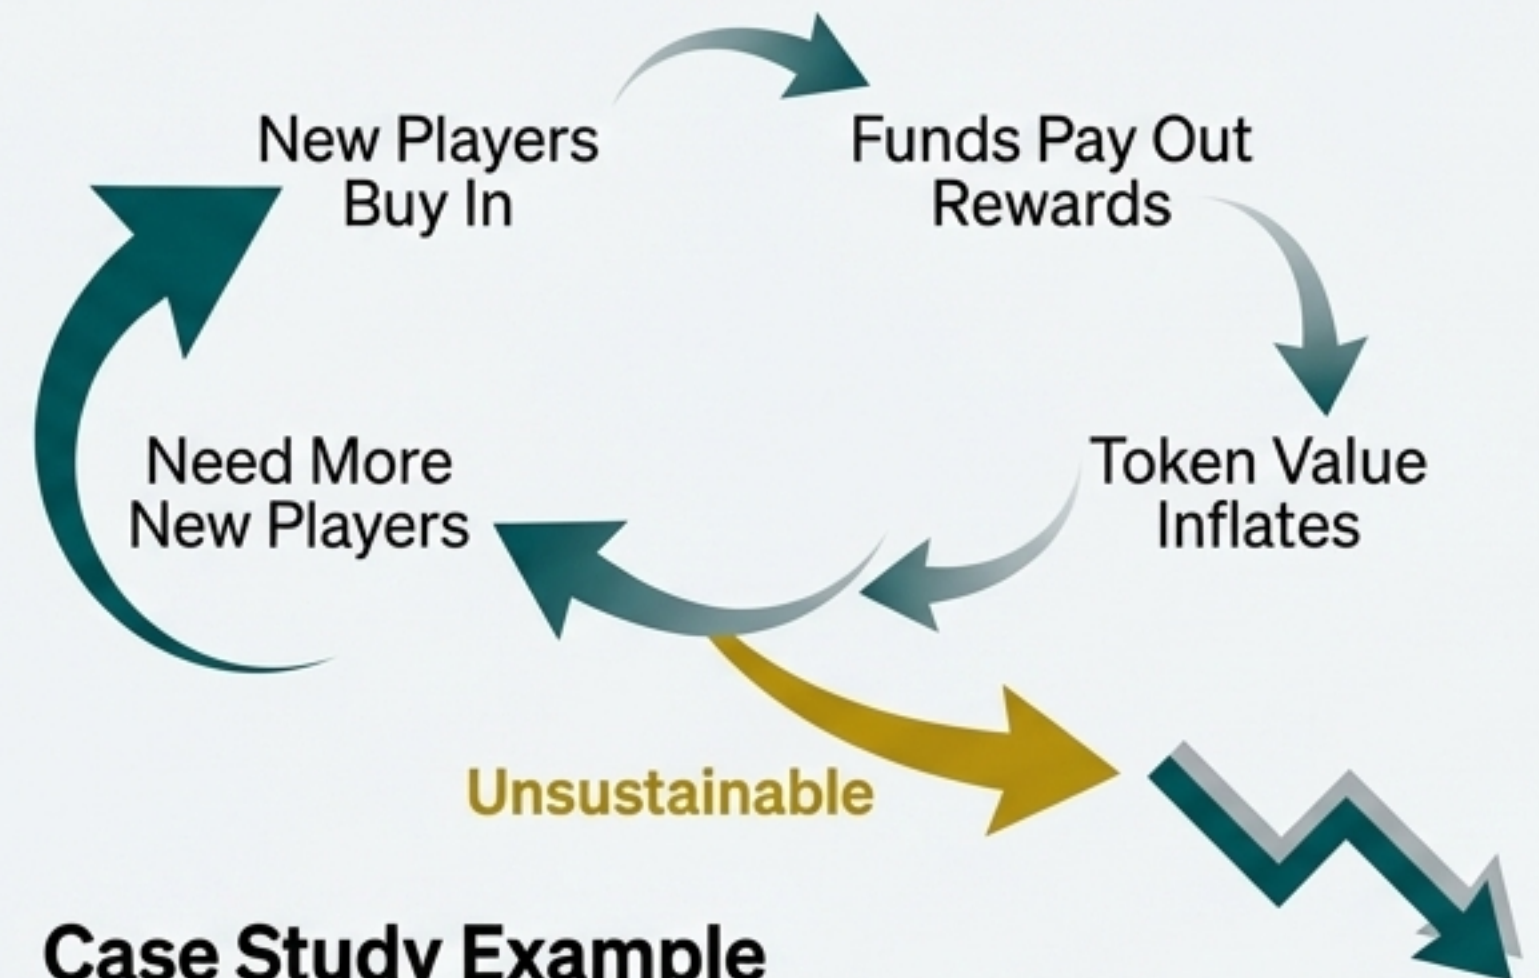 New Players
Buy In
Funds Pay Out
Rewards
Need More
New Players
Token Value
Inflates
Unsustainable
Case Study Example